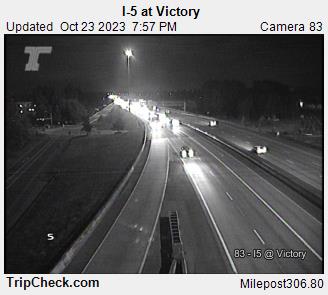 I-5 at Victory
Updated Oct 23 2023 7:57 PM Camera 83
T
S
83 - I5 @ Victory
TripCheck.com Milepost306.80